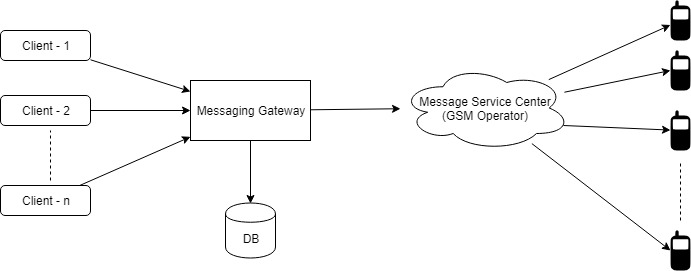 Client - 1
Client - 2
Client - n
Messaging Gateway
DB
Message Service Center
(GSM Operator)